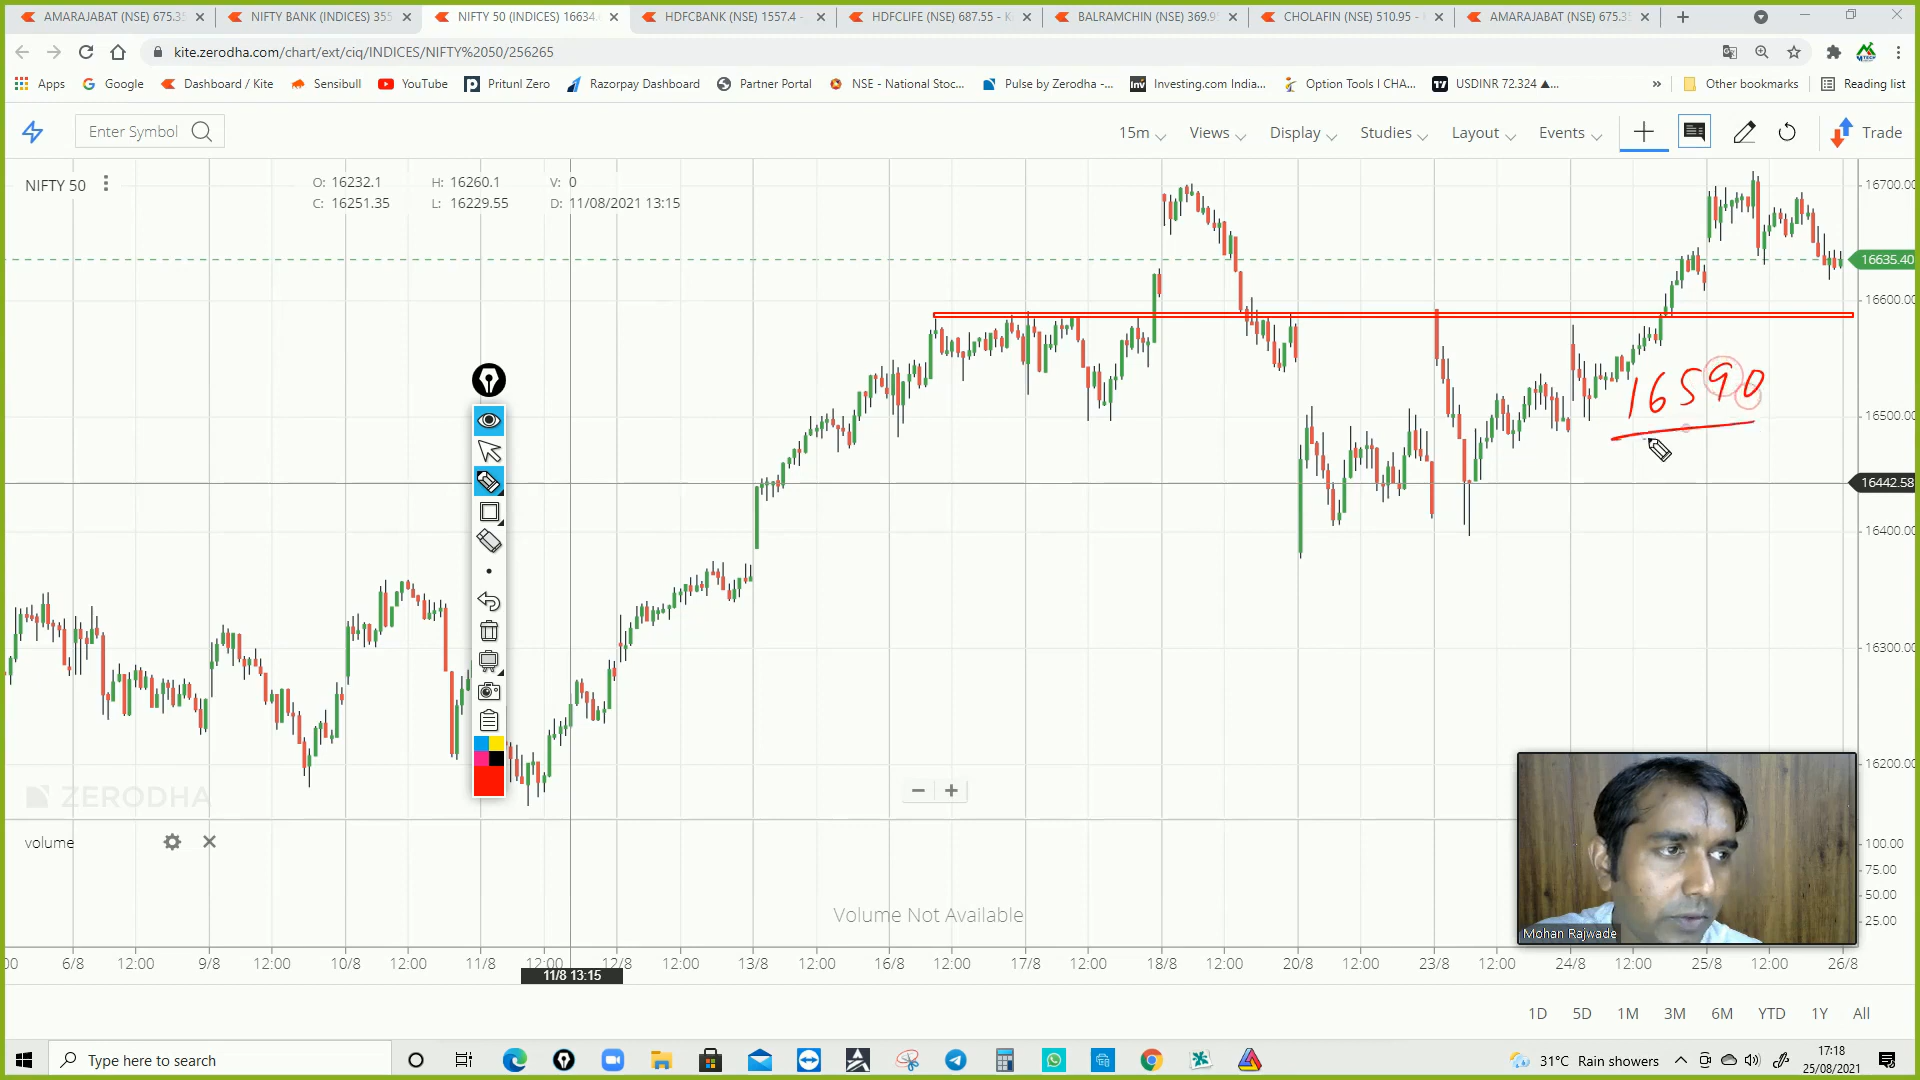 AMARAJABAT (NSE) 675.35
NIFTY BANK (INDICES) 355
NIFTY 50 (INDICES) 16634.
HDFCBANK (NSE) 1557.4 -
HDFCLIFE (NSE) 687.55 - K
BALRAMCHIN (NSE) 369.9
CHOLAFIN (NSE) 510.95 -
AMARAJABAT (NSE) 675.35
kite.zerodha.com/chart/ext/ciq/INDICES/NIFTY%2050/256265
Apps
Google
Dashboard / Kite
Sensibull
YouTube
Pritunl Zero
Razorpay Dashboard
Partner Portal
NSE - National Stoc...
Pulse by Zerodha -...
Investing.com India...
Option Tools I CHA...
USDINR 72.324 ▲...
»
Other bookmarks
Reading list
Enter Symbol
15m
Views
Display
Studies
Layout
Events
Trade
NIFTY 50
O: 16232.1 H: 16260.1 V: 0
C: 16251.35 L: 16229.55 D: 11/08/2021 13:15
16700.00
16635.40
16600.00
16590
16500.00
16442.58
16400.00
16300.00
16200.00
ZERODHA
volume
Volume Not Available
100.00
75.00
50.00
25.00
Mohan Rajwade
:00 6/8 12:00 9/8 12:00 10/8 12:00 11/8 12:00 12/8 12:00 13/8 12:00 16/8 12:00 17/8 12:00 18/8 12:00 20/8 12:00 23/8 12:00 24/8 12:00 25/8 12:00 26/8
11/8 13:15
1D 5D 1M 3M 6M YTD 1Y All
Type here to search
31°C Rain showers
17:18
25/08/2021